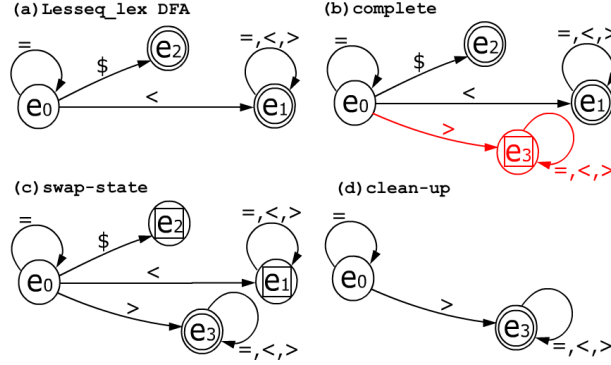 (a)Lesseq_lex DFA
= e2 =,<,>
$
<
e0 e1
(b)complete
= e2 =,<,>
$
<
e0 e1
>
e3
=,<,>
(c)swap-state
= e2 =,<,>
$
<
e0 e1
>
e3
=,<,>
(d)clean-up
=
e0
>
e3
=,<,>